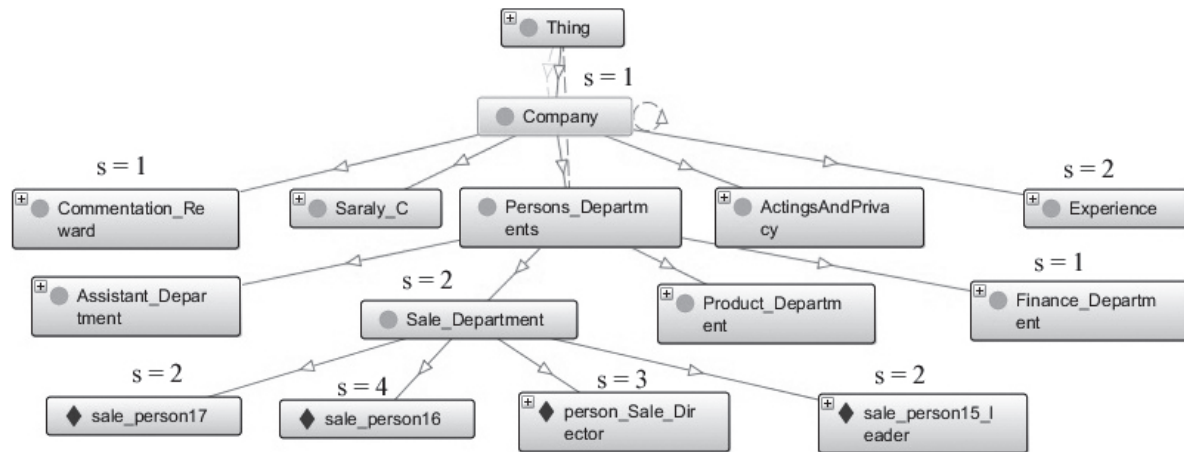 Thing
s = 1
Company
s = 1
s = 2
Commentation_Re
ward
Saraly_C
Persons_Departm
ents
ActingsAndPriva
cy
Experience
s = 2
s = 1
Assistant_Depar
tment
Sale_Department
Product_Departm
ent
Finance_Departm
ent
s = 2
s = 4
s = 3
s = 2
sale_person17
sale_person16
person_Sale_Dir
ector
sale_person15_l
eader